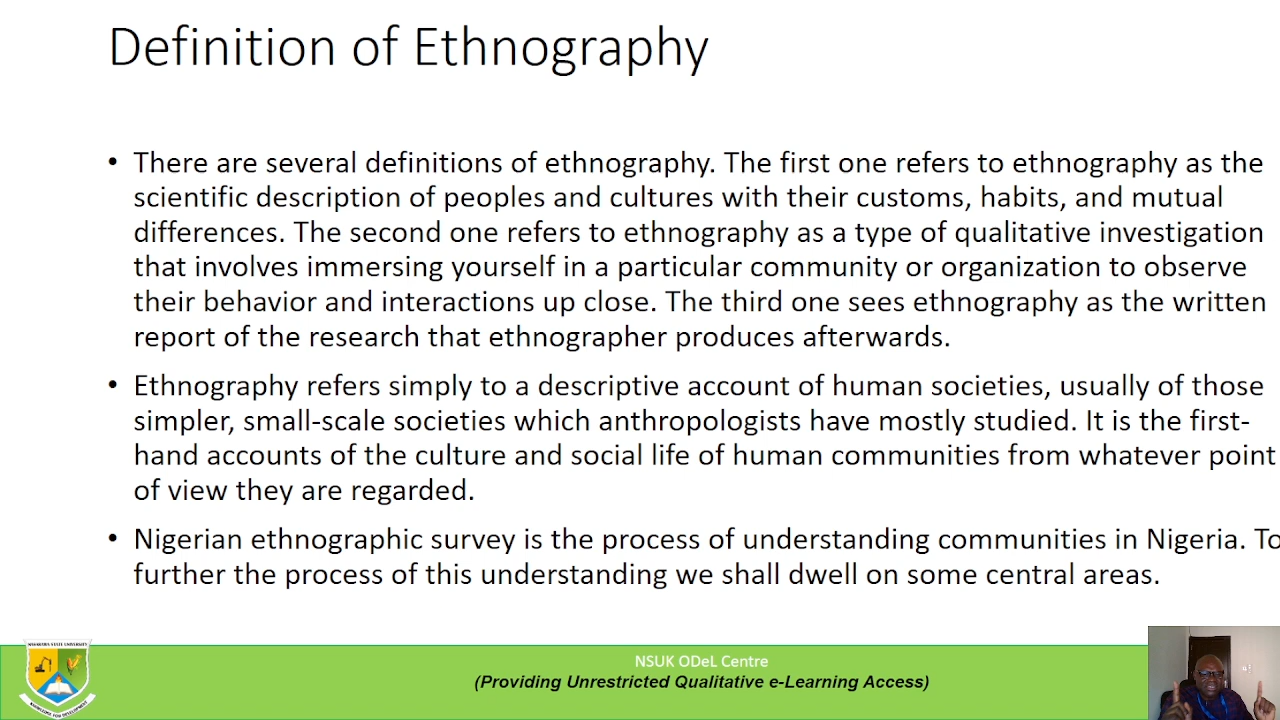 Definition of Ethnography
• There are several definitions of ethnography. The first one refers to ethnography as the
scientific description of peoples and cultures with their customs, habits, and mutual
differences. The second one refers to ethnography as a type of qualitative investigation
that involves immersing yourself in a particular community or organization to observe
their behavior and interactions up close. The third one sees ethnography as the written
report of the research that ethnographer produces afterwards.
• Ethnography refers simply to a descriptive account of human societies, usually of those
simpler, small-scale societies which anthropologists have mostly studied. It is the first-
hand accounts of the culture and social life of human communities from whatever point
of view they are regarded.
• Nigerian ethnographic survey is the process of understanding communities in Nigeria. To
further the process of this understanding we shall dwell on some central areas.
NASARAWA STATE UNIVERSITY
KNOWLEDGE FOR DEVELOPMENT
NSUK ODeL Centre
(Providing Unrestricted Qualitative e-Learning Access)